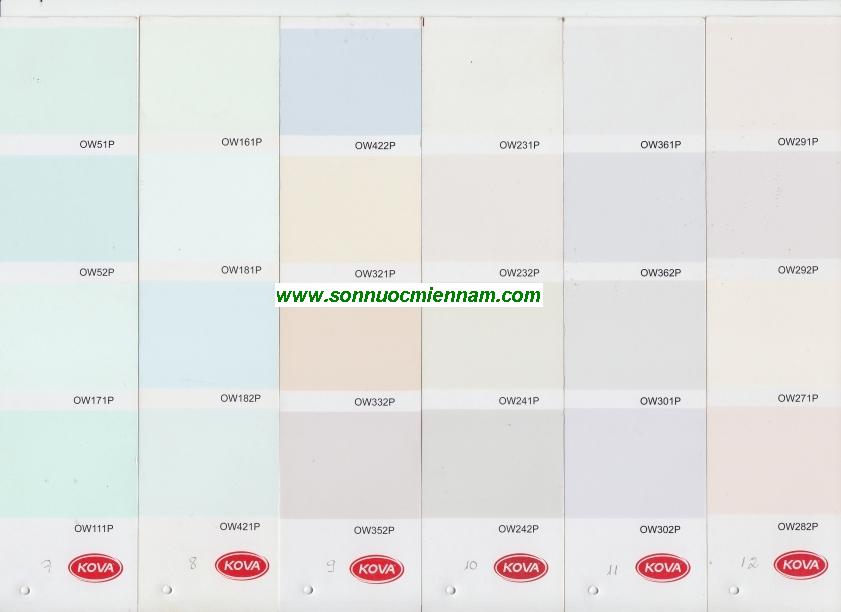 OW51P OW161P OW422P OW231P OW361P OW291P
OW52P OW181P OW321P OW232P OW362P OW292P
www.sonnuocmiennam.com
OW171P OW182P OW332P OW241P OW301P OW271P
OW111P OW421P OW352P OW242P OW302P OW282P
7 KOVA 8 KOVA 9 KOVA 10 KOVA 11 KOVA 12 KOVA